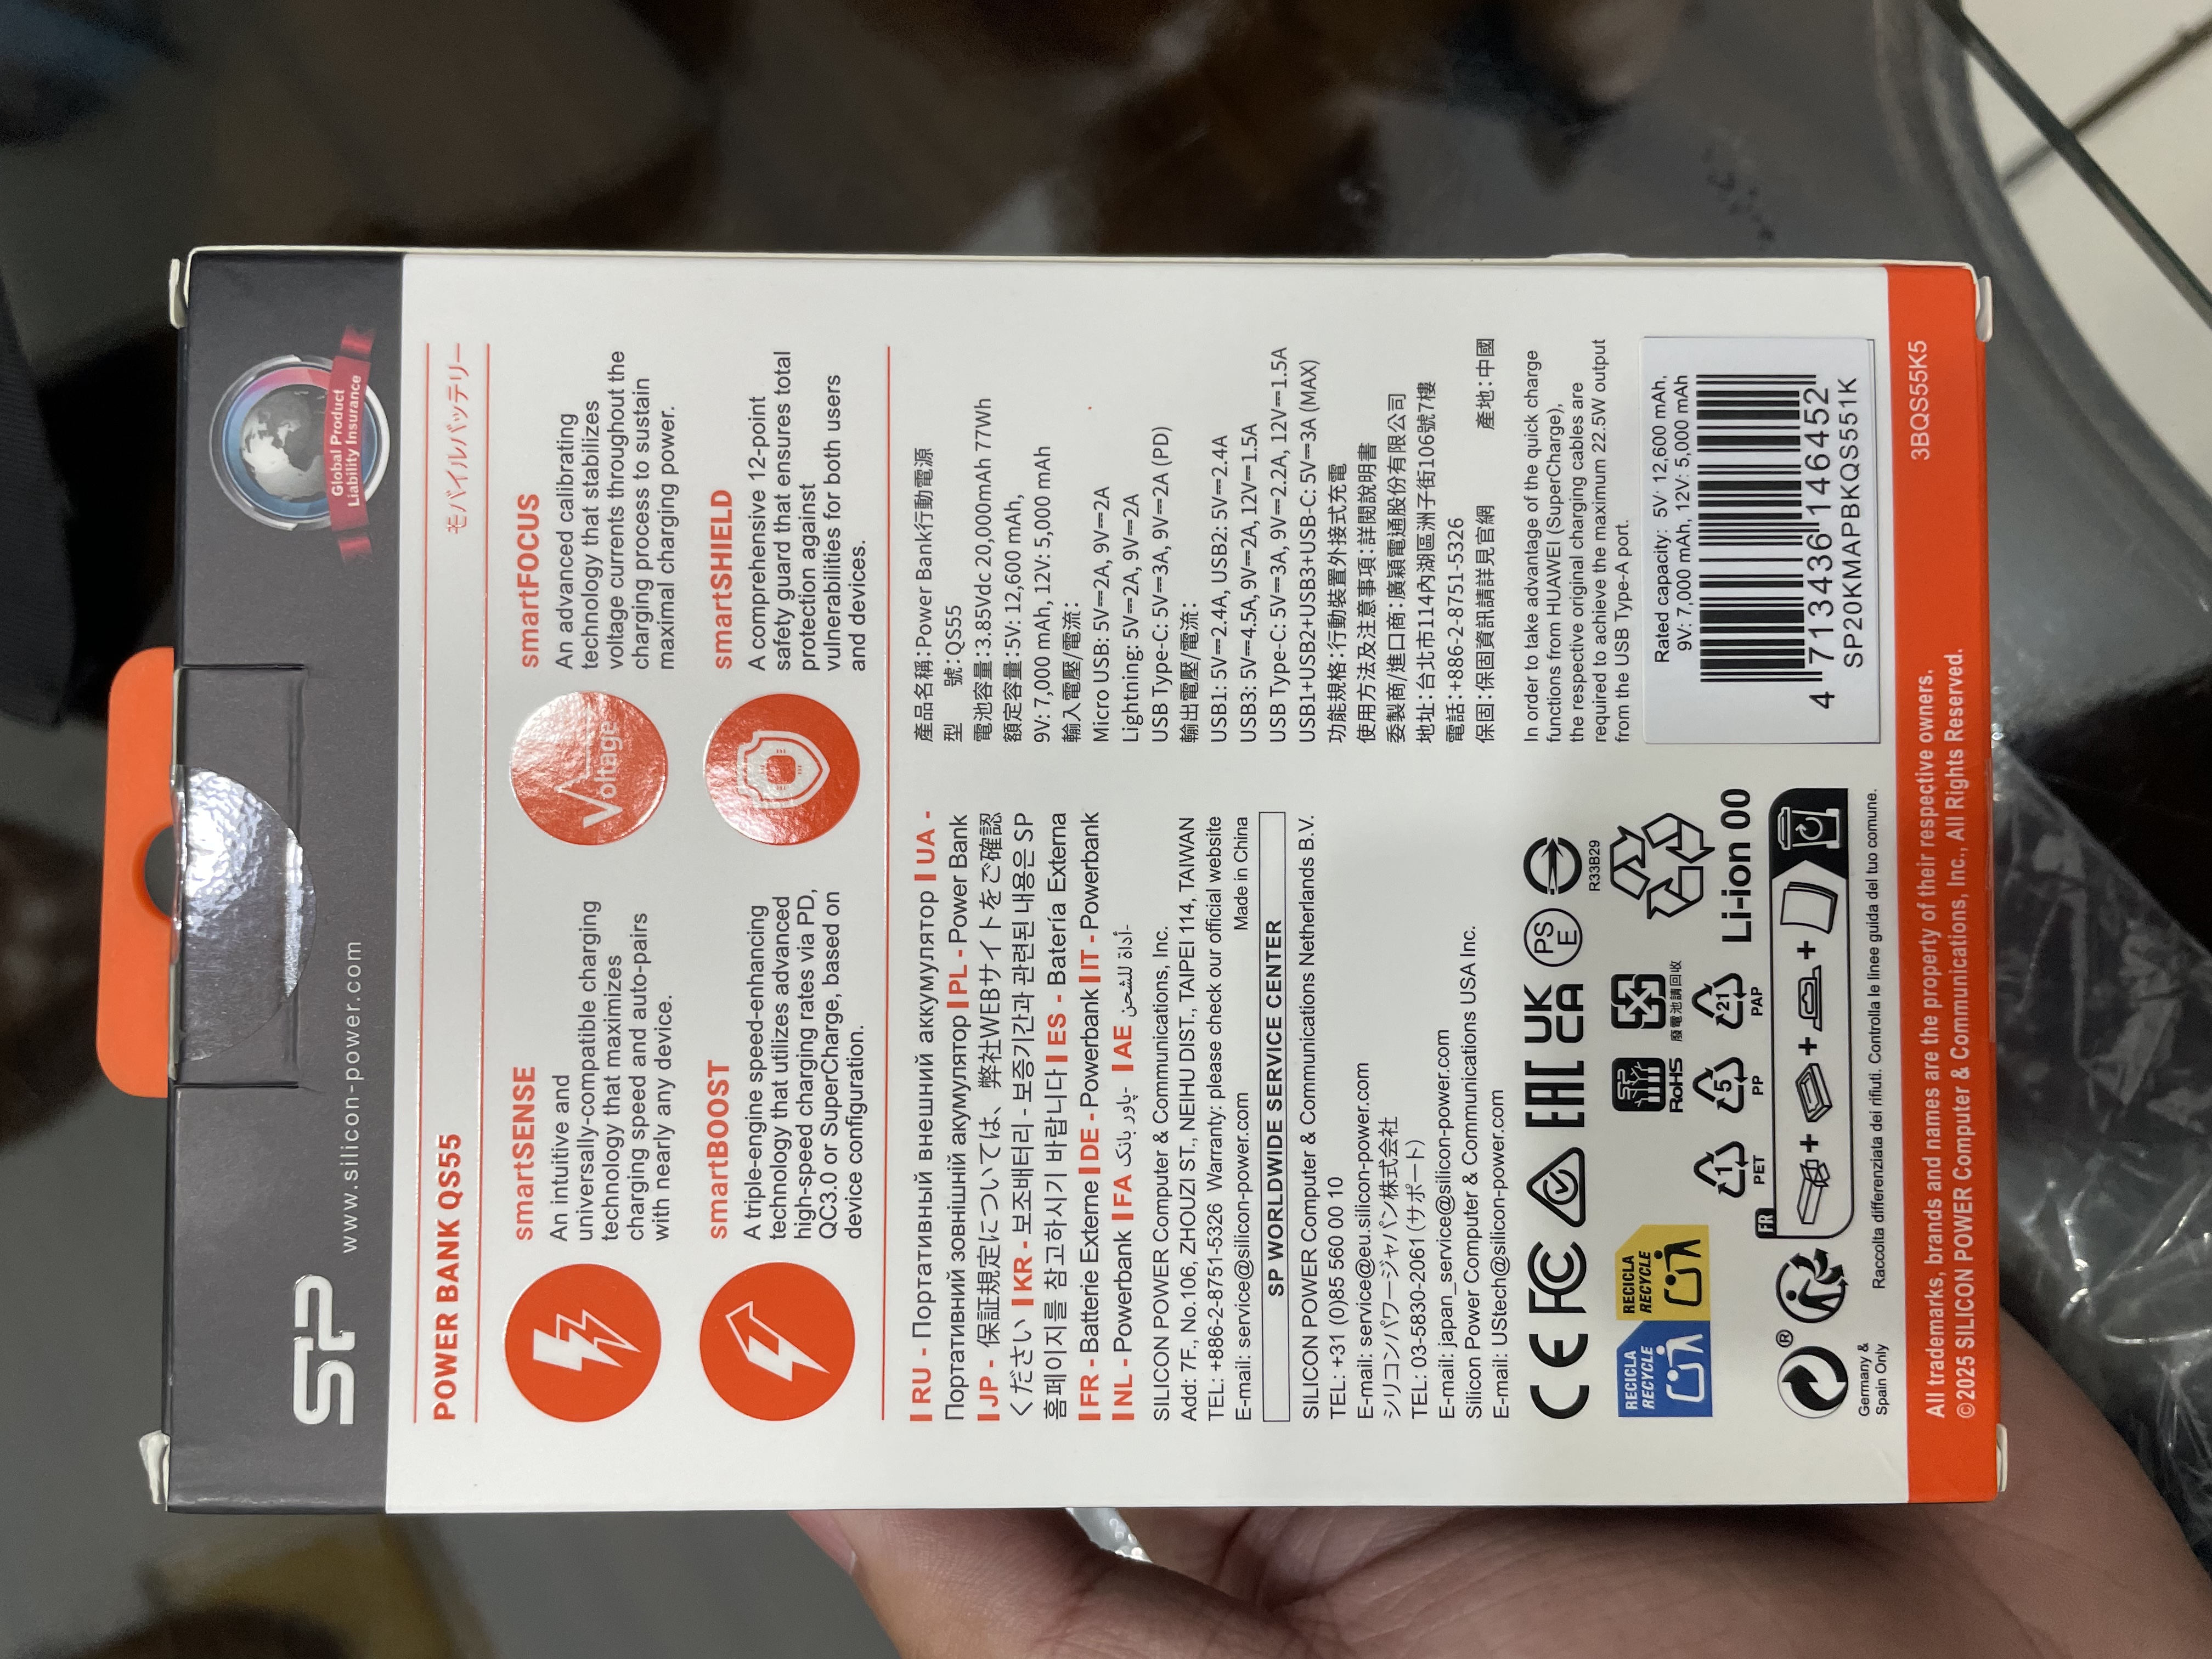 SP
www.silicon-power.com
Global Product
Liability Insurance
POWER BANK QS55
モバイルバッテリー
smartSENSE
An intuitive and
universally-compatible charging
technology that maximizes
charging speed and auto-pairs
with nearly any device.
Voltage
smartFOCUS
An advanced calibrating
technology that stabilizes
voltage currents throughout the
charging process to sustain
maximal charging power.
smartBOOST
A triple-engine speed-enhancing
technology that utilizes advanced
high-speed charging rates via PD,
QC3.0 or SuperCharge, based on
device configuration.
smartSHIELD
A comprehensive 12-point
safety guard that ensures total
protection against
vulnerabilities for both users
and devices.
RU - Портативный внешний аккумулятор UA -
Портативний зовнішній акумулятор PL - Power Bank
JP - 保証規定については、弊社WEBサイトをご確認
ください KR - 보조배터리 - 보증기간과 관련된 내용은 SP
홈페이지를 참고하시기 바랍니다 ES - Batería Externa
FR - Batterie Externe DE - Powerbank IT - Powerbank
NL - Powerbank FA پاور بانک- AE أداة للشحن-
SILICON POWER Computer & Communications, Inc.
Add: 7F., No.106, ZHOUZI ST., NEIHU DIST., TAIPEI 114, TAIWAN
TEL: +886-2-8751-5326 Warranty: please check our official website
E-mail: service@silicon-power.com Made in China
SP WORLDWIDE SERVICE CENTER
SILICON POWER Computer & Communications Netherlands B.V.
TEL: +31 (0)85 560 00 10
E-mail: service@eu.silicon-power.com
シリコンパワージャパン株式会社
TEL: 03-5830-2061 (サポート)
E-mail: japan_service@silicon-power.com
Silicon Power Computer & Communications USA Inc.
E-mail: UStech@silicon-power.com
CE FC EAC UK CA PS E
R33B29
RECICLA
RECYCLE
RECICLA
RECYCLE
SP
RoHS
廢電池請回收
1
PET
5
PP
21
PAP
Li-ion 00
FR
®
Germany &
Spain Only
Raccolta differenziata dei rifiuti. Controlla le linee guida del tuo comune.
產品名稱:Power Bank行動電源
型 號:QS55
電池容量:3.85Vdc 20,000mAh 77Wh
額定容量:5V: 12,600 mAh,
9V: 7,000 mAh, 12V: 5,000 mAh
輸入電壓/電流:
Micro USB: 5V⎓2A, 9V⎓2A
Lightning: 5V⎓2A, 9V⎓2A
USB Type-C: 5V⎓3A, 9V⎓2A (PD)
輸出電壓/電流:
USB1: 5V⎓2.4A, USB2: 5V⎓2.4A
USB3: 5V⎓4.5A, 9V⎓2A, 12V⎓1.5A
USB Type-C: 5V⎓3A, 9V⎓2.2A, 12V⎓1.5A
USB1+USB2+USB3+USB-C: 5V⎓3A (MAX)
功能規格:行動裝置外接式充電
使用方法及注意事項:詳閱說明書
委製商/進口商:廣穎電通股份有限公司
地址:台北市114內湖區洲子街106號7樓
電話:+886-2-8751-5326
保固:保固資訊請詳見官網 產地:中國
In order to take advantage of the quick charge
functions from HUAWEI (SuperCharge),
the respective original charging cables are
required to achieve the maximum 22.5W output
from the USB Type-A port.
Rated capacity: 5V: 12,600 mAh,
9V: 7,000 mAh, 12V: 5,000 mAh
4 713436 146452
SP20KMAPBKQS551K
All trademarks, brands and names are the property of their respective owners.
©2025 SILICON POWER Computer & Communications, Inc., All Rights Reserved.
3BQS55K5